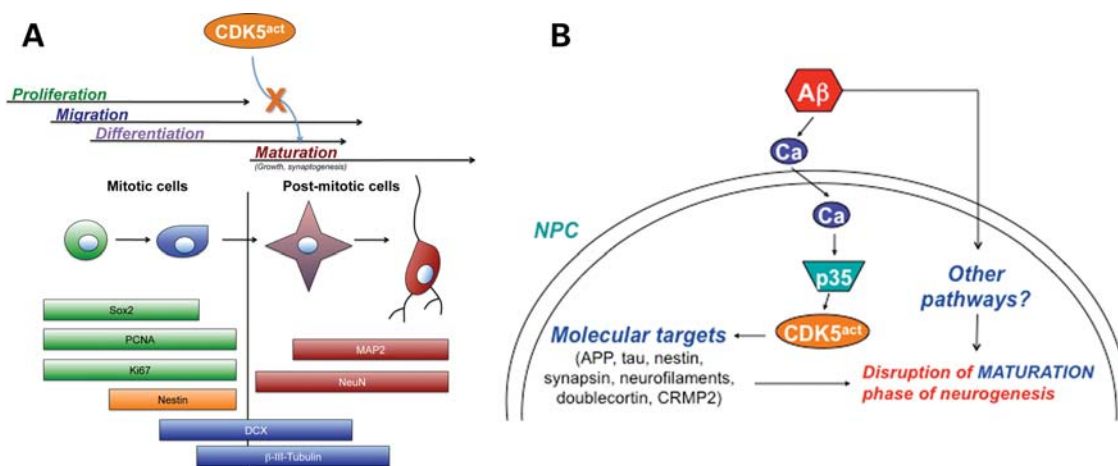 A
CDK5act
Proliferation
X
Migration
Differentiation
Maturation
(Growth, synaptogenesis)
Mitotic cells
Post-mitotic cells
Sox2
PCNA
MAP2
Ki67
NeuN
Nestin
DCX
β-III-Tubulin
B
Aβ
Ca
Ca
NPC
p35
Other
pathways?
CDK5act
Molecular targets
(APP, tau, nestin,
synapsin, neurofilaments,
doublecortin, CRMP2)
Disruption of MATURATION
phase of neurogenesis